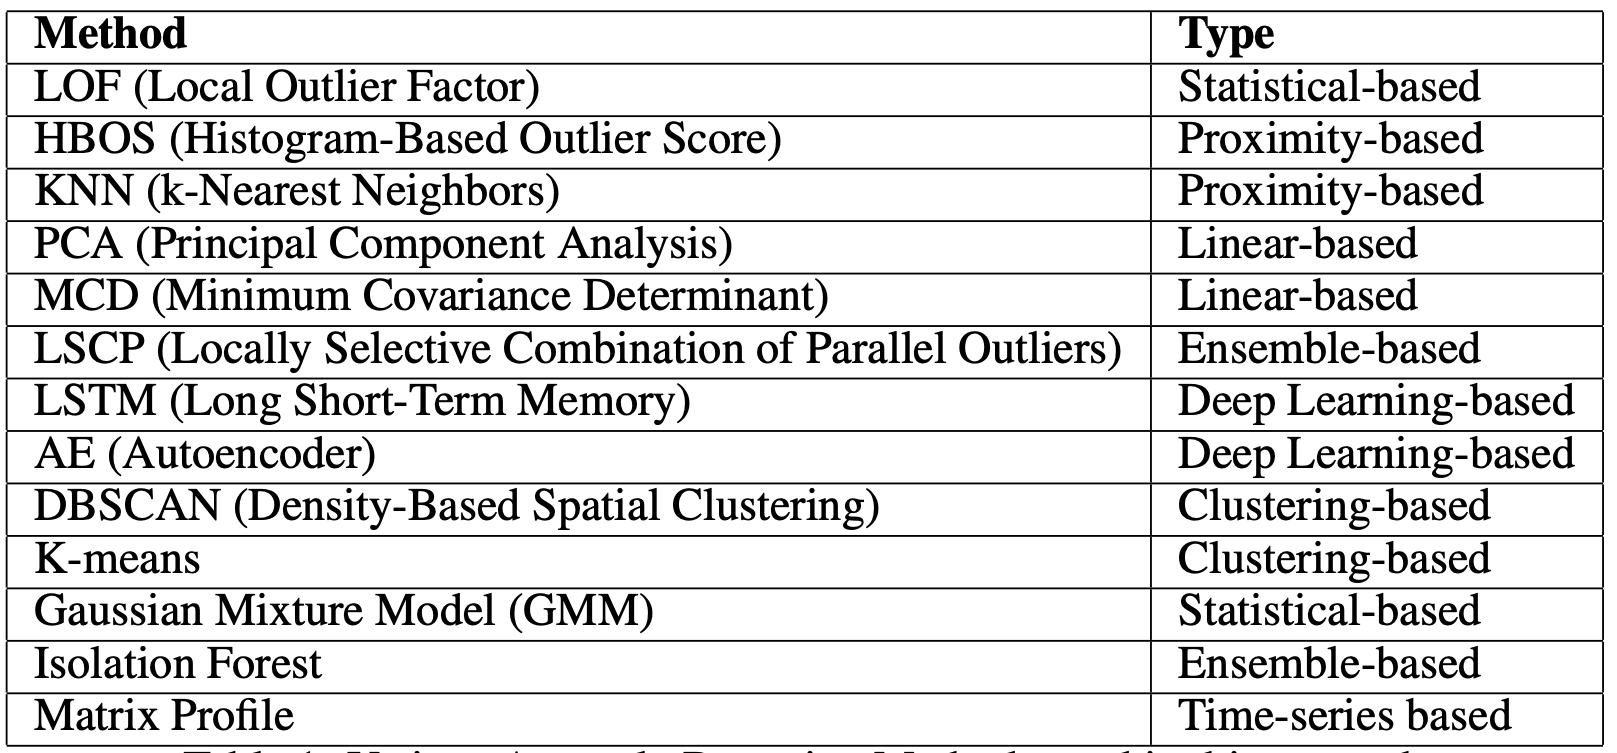 Method Type
LOF (Local Outlier Factor) Statistical-based
HBOS (Histogram-Based Outlier Score) Proximity-based
KNN (k-Nearest Neighbors) Proximity-based
PCA (Principal Component Analysis) Linear-based
MCD (Minimum Covariance Determinant) Linear-based
LSCP (Locally Selective Combination of Parallel Outliers) Ensemble-based
LSTM (Long Short-Term Memory) Deep Learning-based
AE (Autoencoder) Deep Learning-based
DBSCAN (Density-Based Spatial Clustering) Clustering-based
K-means Clustering-based
Gaussian Mixture Model (GMM) Statistical-based
Isolation Forest Ensemble-based
Matrix Profile Time-series based